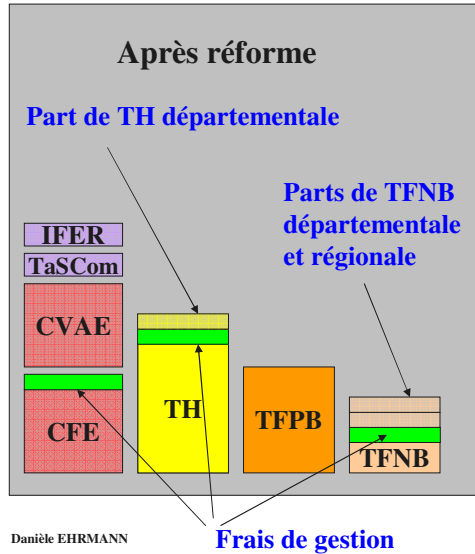 Après réforme
Part de TH départementale
Parts de TFNB
départementale
et régionale
IFER
TaSCom
CVAE
CFE
TH
TFPB
TFNB
Danièle EHRMANN
Frais de gestion